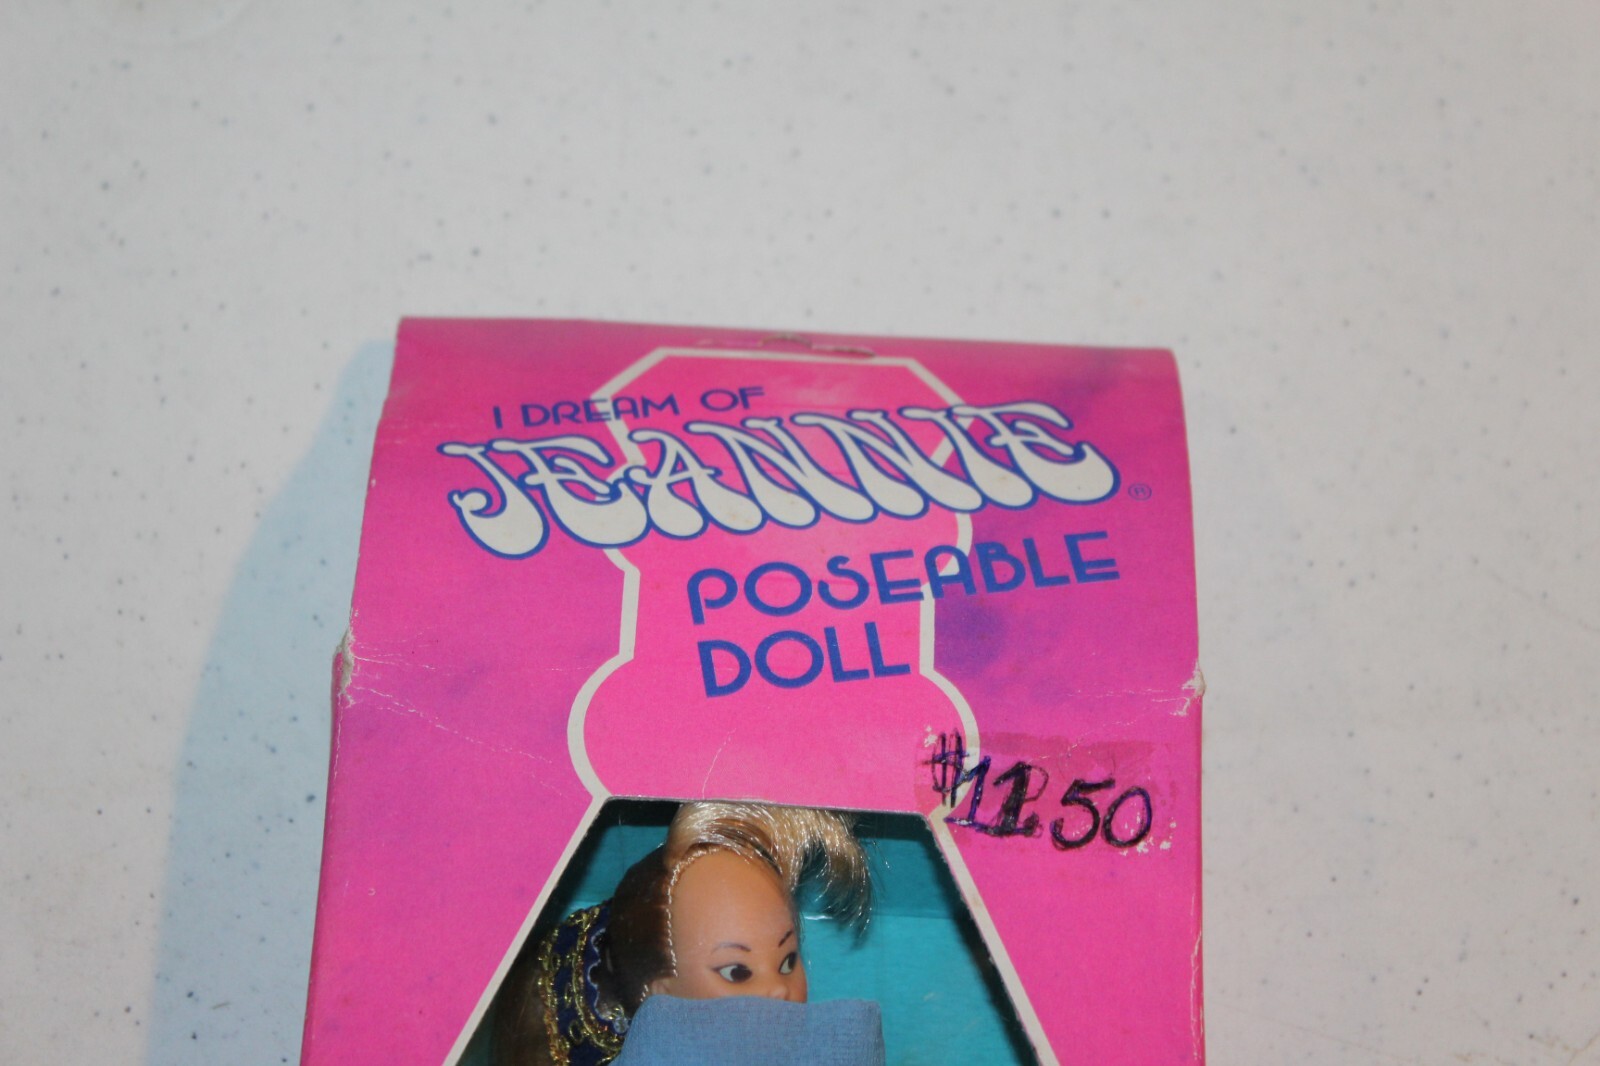 I DREAM OF
JEANNIE ®
POSEABLE
DOLL
$11.50